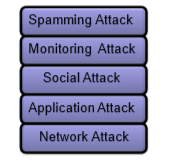 Spamming Attack
Monitoring Attack
Social Attack
Application Attack
Network Attack